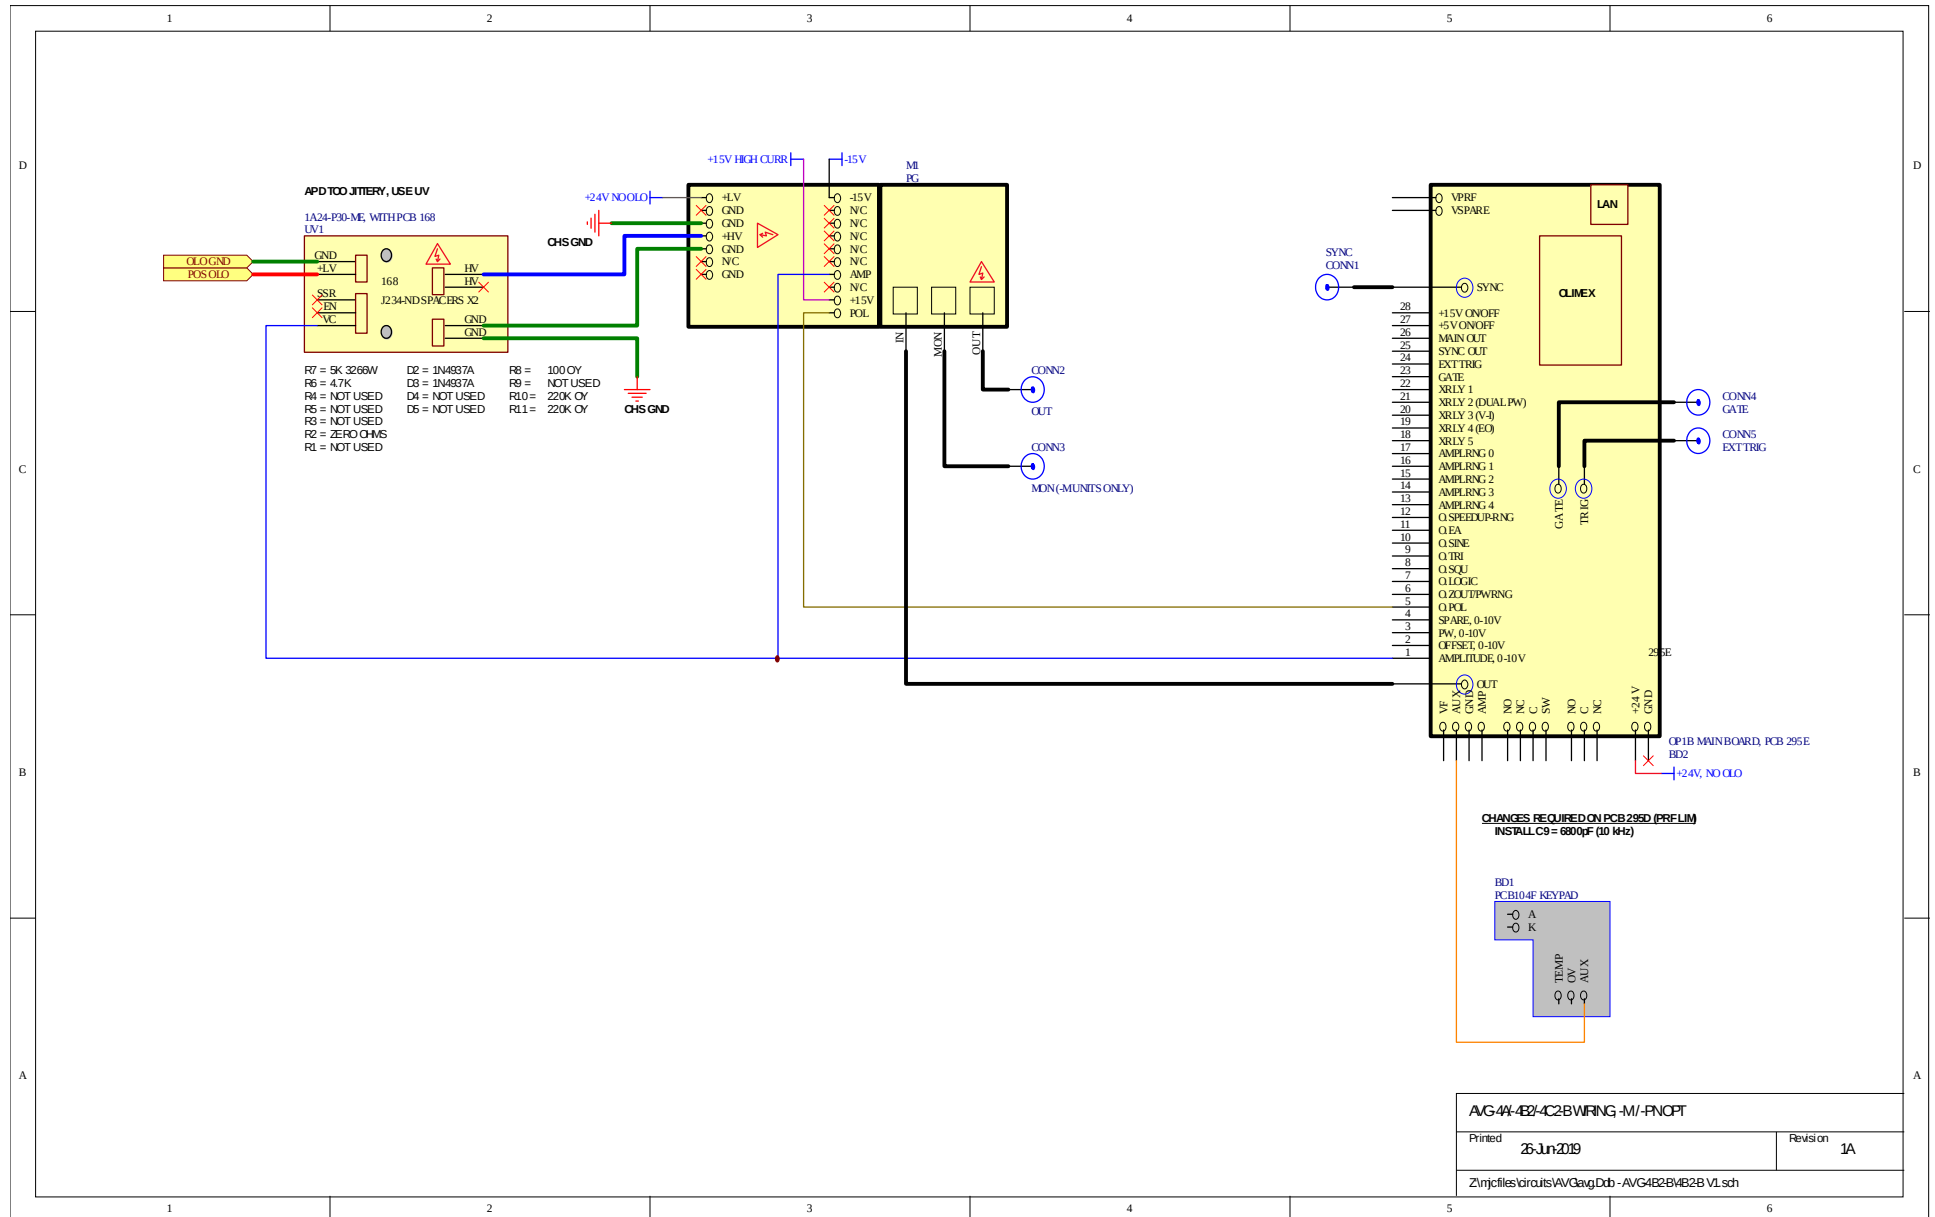 1 2 3 4 5 6
D D
C C
B B
A A
APD TOO JITTERY, USE UV
1A24-P30-ME, WITH PCB 168
UV1
OLO GND
POS OLO
GND
+LV
SSR
EN
VC
168
J234-ND SPACERS X2
HV
HV
GND
GND
R7 = 5K 3266W
R6 = 4.7K
R4 = NOT USED
R5 = NOT USED
R3 = NOT USED
R2 = ZERO OHMS
R1 = NOT USED
D2 = 1N4937A
D3 = 1N4937A
D4 = NOT USED
D5 = NOT USED
R8 = 100 OY
R9 = NOT USED
R10 = 220K OY
R11 = 220K OY
CHS GND
CHS GND
+24V NO OLO
+15V HIGH CURR
-15V
M1
PG
+LV
GND
GND
+HV
GND
N/C
GND
-15V
N/C
N/C
N/C
N/C
N/C
AMP
N/C
+15V
POL
IN
MON
OUT
CONN2
OUT
CONN3
MON (-M UNITS ONLY)
SYNC
CONN1
VPRF
VSPARE
LAN
OLIMEX
SYNC
28 +15V ON/OFF
27 +5V ON/OFF
26 MAIN OUT
25 SYNC OUT
24 EXT TRIG
23 GATE
22 XRLY 1
21 XRLY 2 (DUAL PW)
20 XRLY 3 (V-I)
19 XRLY 4 (EO)
18 XRLY 5
17 AMPLRNG 0
16 AMPLRNG 1
15 AMPLRNG 2
14 AMPLRNG 3
13 AMPLRNG 4
12 O.SPEEDUP-RNG
11 O.EA
10 O.SINE
9 O.TRI
8 O.SQU
7 O.LOGIC
6 O.ZOUT/PWRNG
5 O.POL
4 SPARE, 0-10V
3 PW, 0-10V
2 OFFSET, 0-10V
1 AMPLITUDE, 0-10V
GATE
TRIG
CONN4
GATE
CONN5
EXT TRIG
295E
OUT
VF
AUX
GND
AMP
NO
NC
C
SW
NO
C
NC
+24 V
GND
OP1B MAIN BOARD, PCB 295E
BD2
+24V, NO OLO
CHANGES REQUIRED ON PCB 295D (PRF LIM)
INSTALL C9 = 6800pF (10 kHz)
BD1
PCB104F KEYPAD
A
K
TEMP
OV
AUX
AVG-4A/-4B2/-4C2-B WIRING, -M / -PN OPT
Printed 26-Jun-2019
Revision 1A
Z:\mjcfiles\circuits\AVG\avg.Ddb - AVG-4B2-B\4B2-B V1.sch
1 2 3 4 5 6